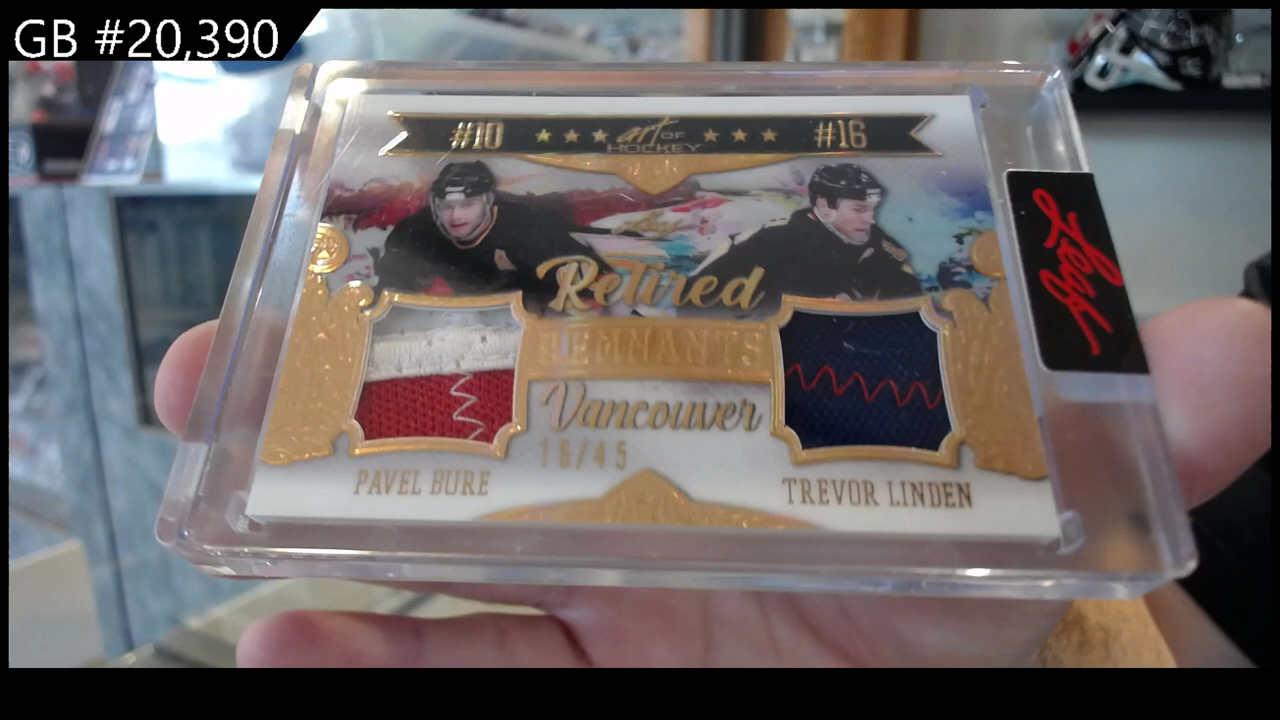 GB #20,390
#10 art OF HOCKEY #16
Retired
REMNANTS
Vancouver
16/45
PAVEL BURE
TREVOR LINDEN
Leaf